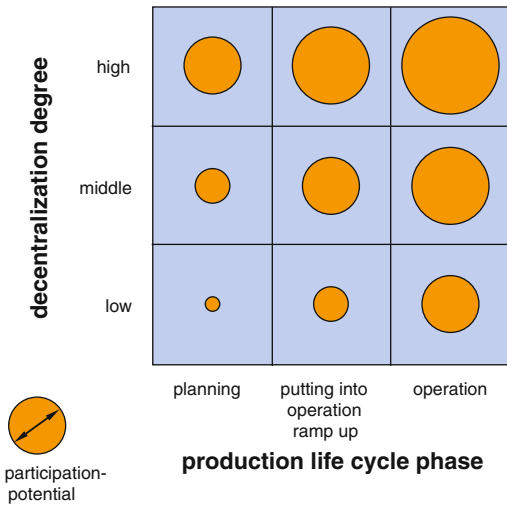 decentralization degree
high
middle
low
planning
putting into
operation
ramp up
operation
production life cycle phase
participation-
potential